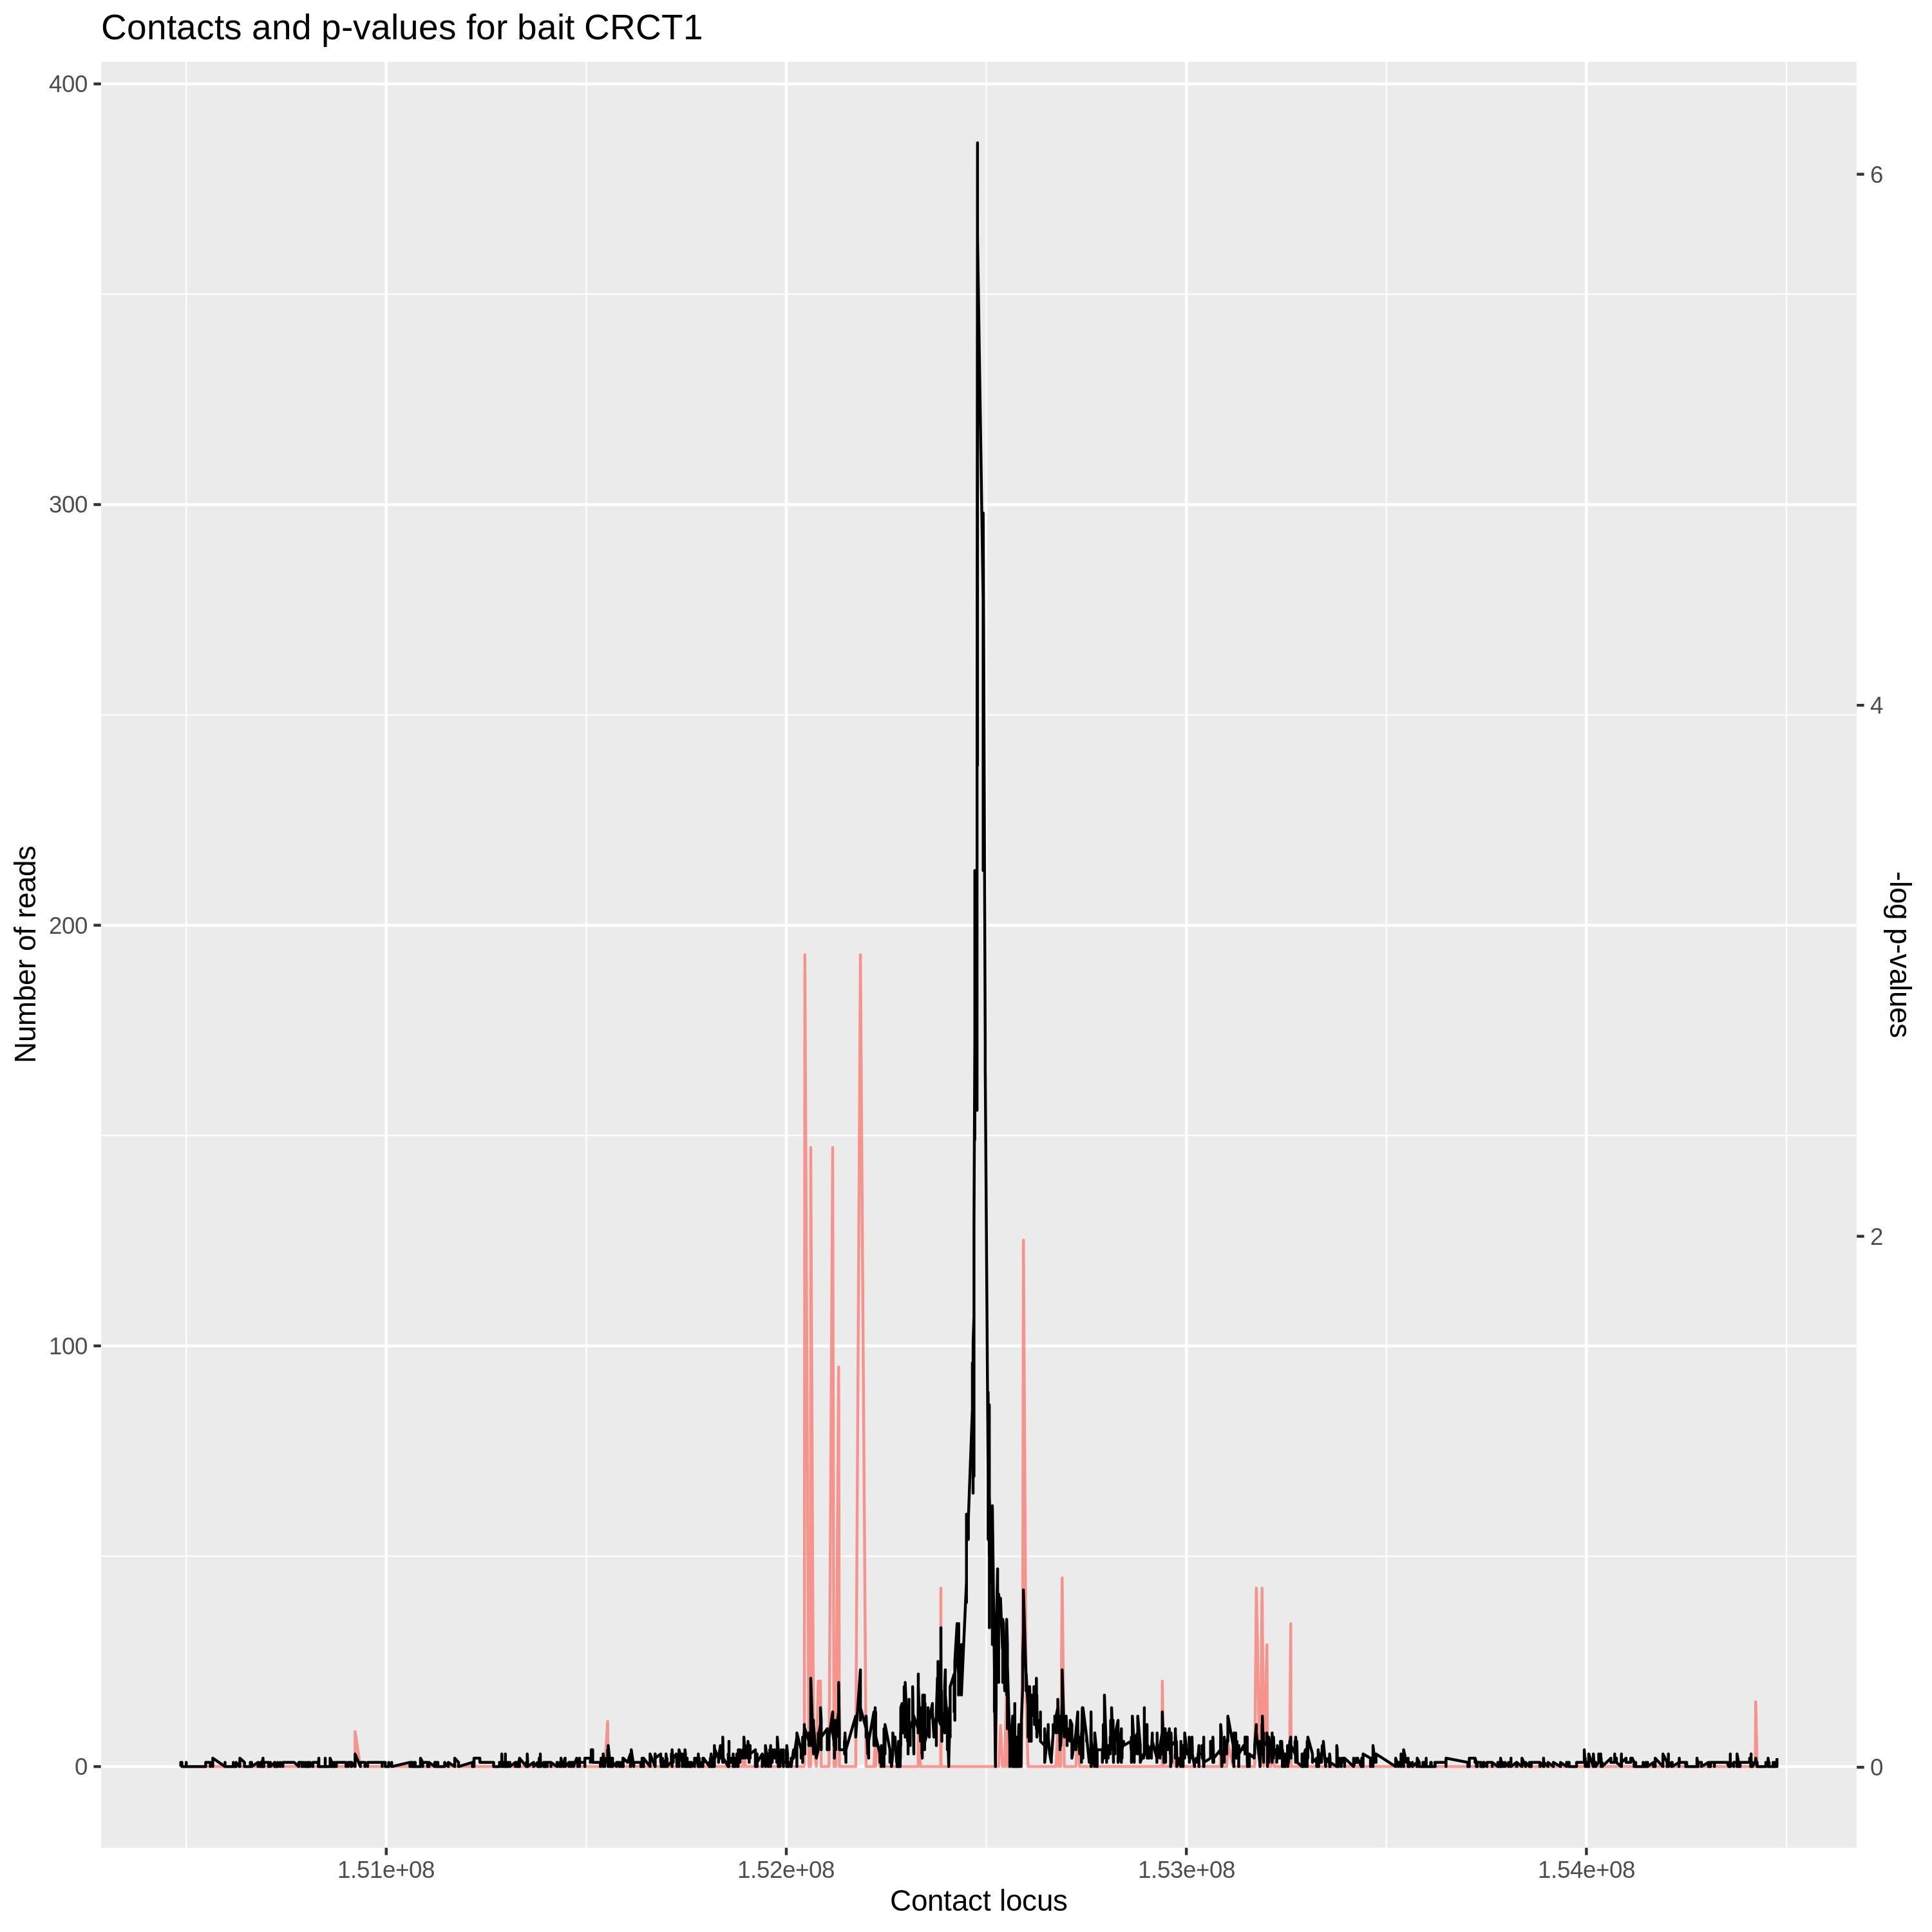 Contacts and p-values for bait CRCT1
400
300
200
100
0
Number of reads
6
4
2
0
-log p-values
1.51e+08 1.52e+08 1.53e+08 1.54e+08
Contact locus